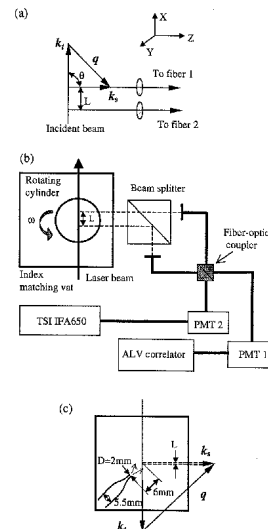 (a)
X
Y
Z
k_i
q
θ
L
k_s
To fiber 1
To fiber 2
Incident beam
(b)
Rotating
cylinder
ω
L
Beam splitter
Index
matching vat
Laser beam
Fiber-optic
coupler
TSI IFA650
PMT 2
ALV correlator
PMT 1
(c)
D=2mm
5.5mm
6mm
L
k_s
q
k_i